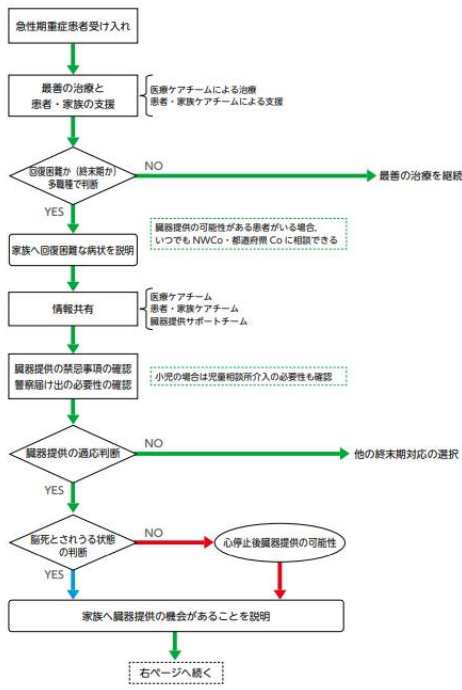 急性期重症患者受け入れ
最善の治療と
患者・家族の支援
医療ケアチームによる治療
患者・家族ケアチームによる支援
回復困難か（終末期か）
多職種で判断
NO
最善の治療を継続
YES
臓器提供の可能性がある患者がいる場合,
いつでも NWCo・都道府県 Co に相談できる
家族へ回復困難な病状を説明
情報共有
医療ケアチーム
患者・家族ケアチーム
臓器提供サポートチーム
臓器提供の禁忌事項の確認
警察届け出の必要性の確認
小児の場合は児童相談所介入の必要性も確認
臓器提供の適応判断
NO
他の終末期対応の選択
YES
脳死とされうる状態
の判断
NO
心停止後臓器提供の可能性
YES
家族へ臓器提供の機会があることを説明
右ページへ続く